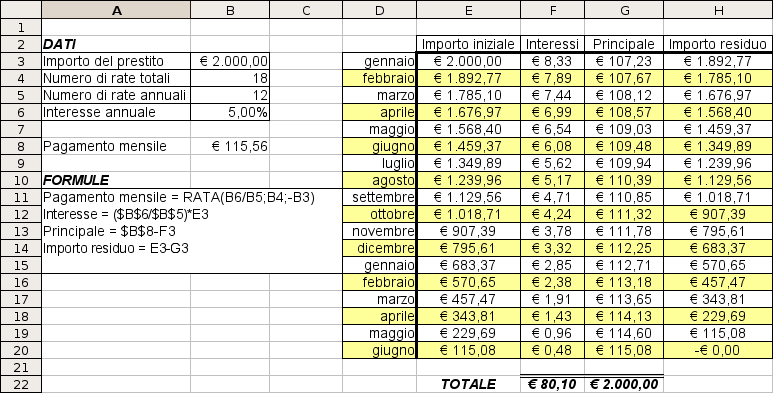 A B C D E F G H
1
2 DATI Importo iniziale Interessi Principale Importo residuo
3 Importo del prestito € 2.000,00 gennaio € 2.000,00 € 8,33 € 107,23 € 1.892,77
4 Numero di rate totali 18 febbraio € 1.892,77 € 7,89 € 107,67 € 1.785,10
5 Numero di rate annuali 12 marzo € 1.785,10 € 7,44 € 108,12 € 1.676,97
6 Interesse annuale 5,00% aprile € 1.676,97 € 6,99 € 108,57 € 1.568,40
7 maggio € 1.568,40 € 6,54 € 109,03 € 1.459,37
8 Pagamento mensile € 115,56 giugno € 1.459,37 € 6,08 € 109,48 € 1.349,89
9 luglio € 1.349,89 € 5,62 € 109,94 € 1.239,96
10 FORMULE agosto € 1.239,96 € 5,17 € 110,39 € 1.129,56
11 Pagamento mensile = RATA(B6/B5;B4;-B3) settembre € 1.129,56 € 4,71 € 110,85 € 1.018,71
12 Interesse = ($B$6/$B$5)*E3 ottobre € 1.018,71 € 4,24 € 111,32 € 907,39
13 Principale = $B$8-F3 novembre € 907,39 € 3,78 € 111,78 € 795,61
14 Importo residuo = E3-G3 dicembre € 795,61 € 3,32 € 112,25 € 683,37
15 gennaio € 683,37 € 2,85 € 112,71 € 570,65
16 febbraio € 570,65 € 2,38 € 113,18 € 457,47
17 marzo € 457,47 € 1,91 € 113,65 € 343,81
18 aprile € 343,81 € 1,43 € 114,13 € 229,69
19 maggio € 229,69 € 0,96 € 114,60 € 115,08
20 giugno € 115,08 € 0,48 € 115,08 -€ 0,00
21
22 TOTALE € 80,10 € 2.000,00